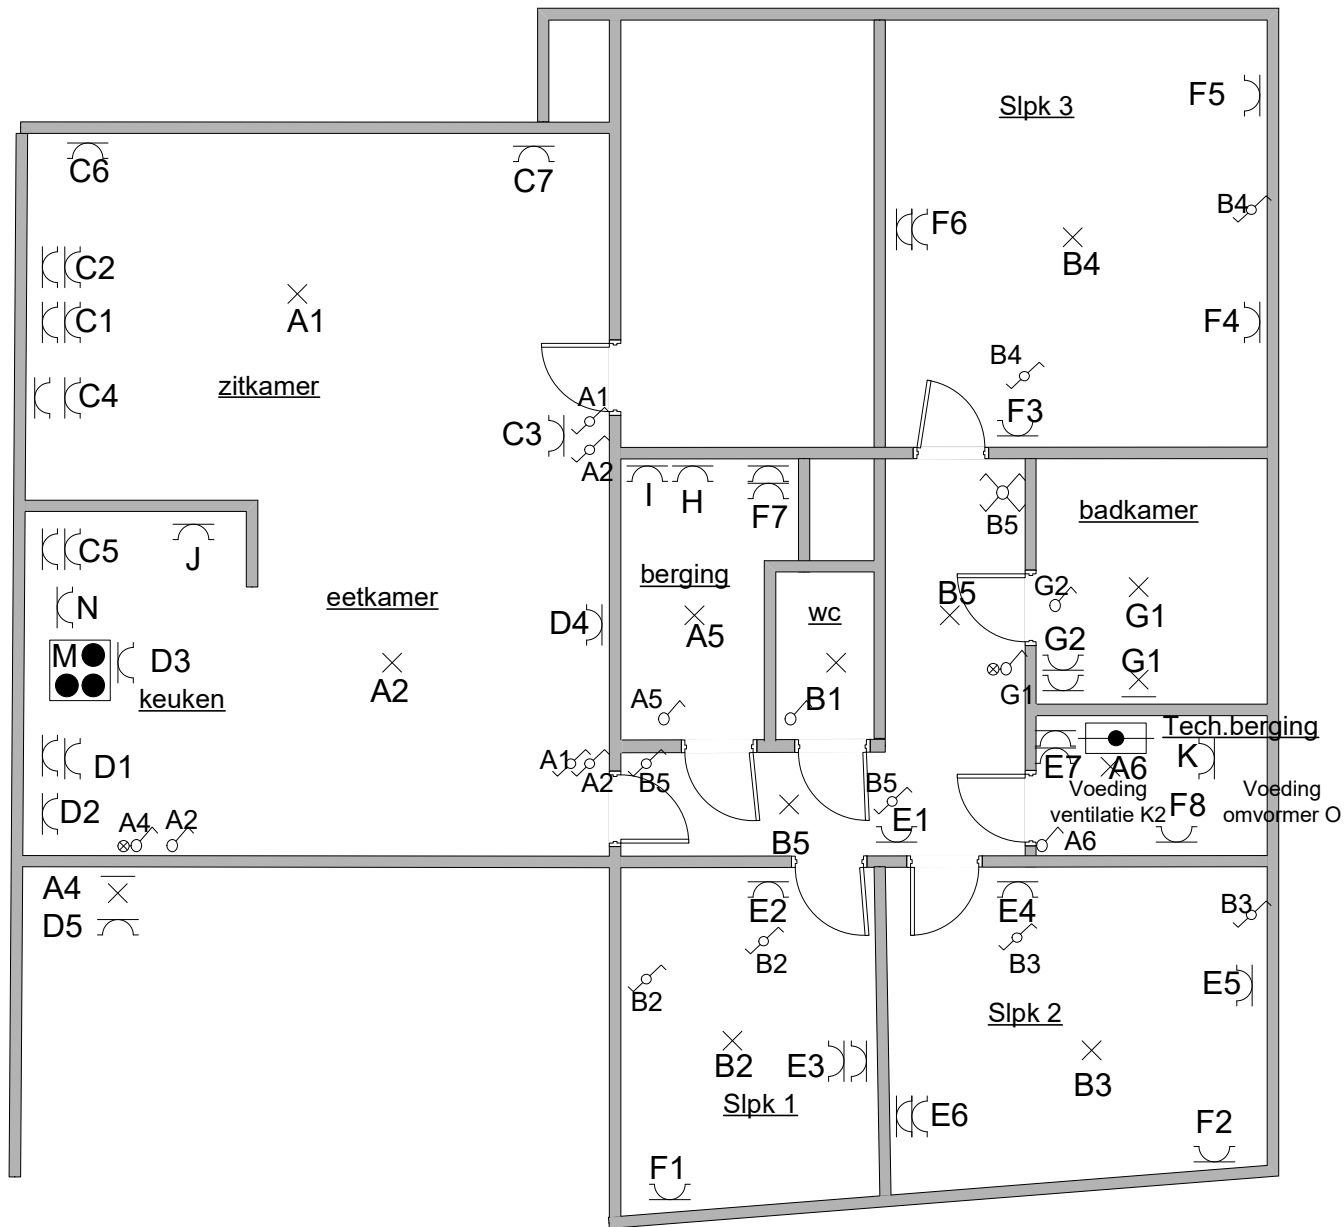 Slpk 3
F5
C6
C7
B4
F6
B4
C2
C1
A1
F4
zitkamer
C4
B4
A1
F3
C3
A2
I
H
F7
B5
badkamer
C5
J
berging
N
eetkamer
wc
B5
G2
G1
D4
A5
G2
M
D3
keuken
A2
G1
G1
A5
B1
Tech.berging
D1
A1
A2
B5
B5
E7
A6
K
Voeding
ventilatie K2
Voeding
omvormer O
D2
A4
A2
E1
F8
B5
A6
A4
D5
E2
E4
B3
B2
B3
B2
E5
Slpk 2
B2
E3
B3
Slpk 1
E6
F2
F1